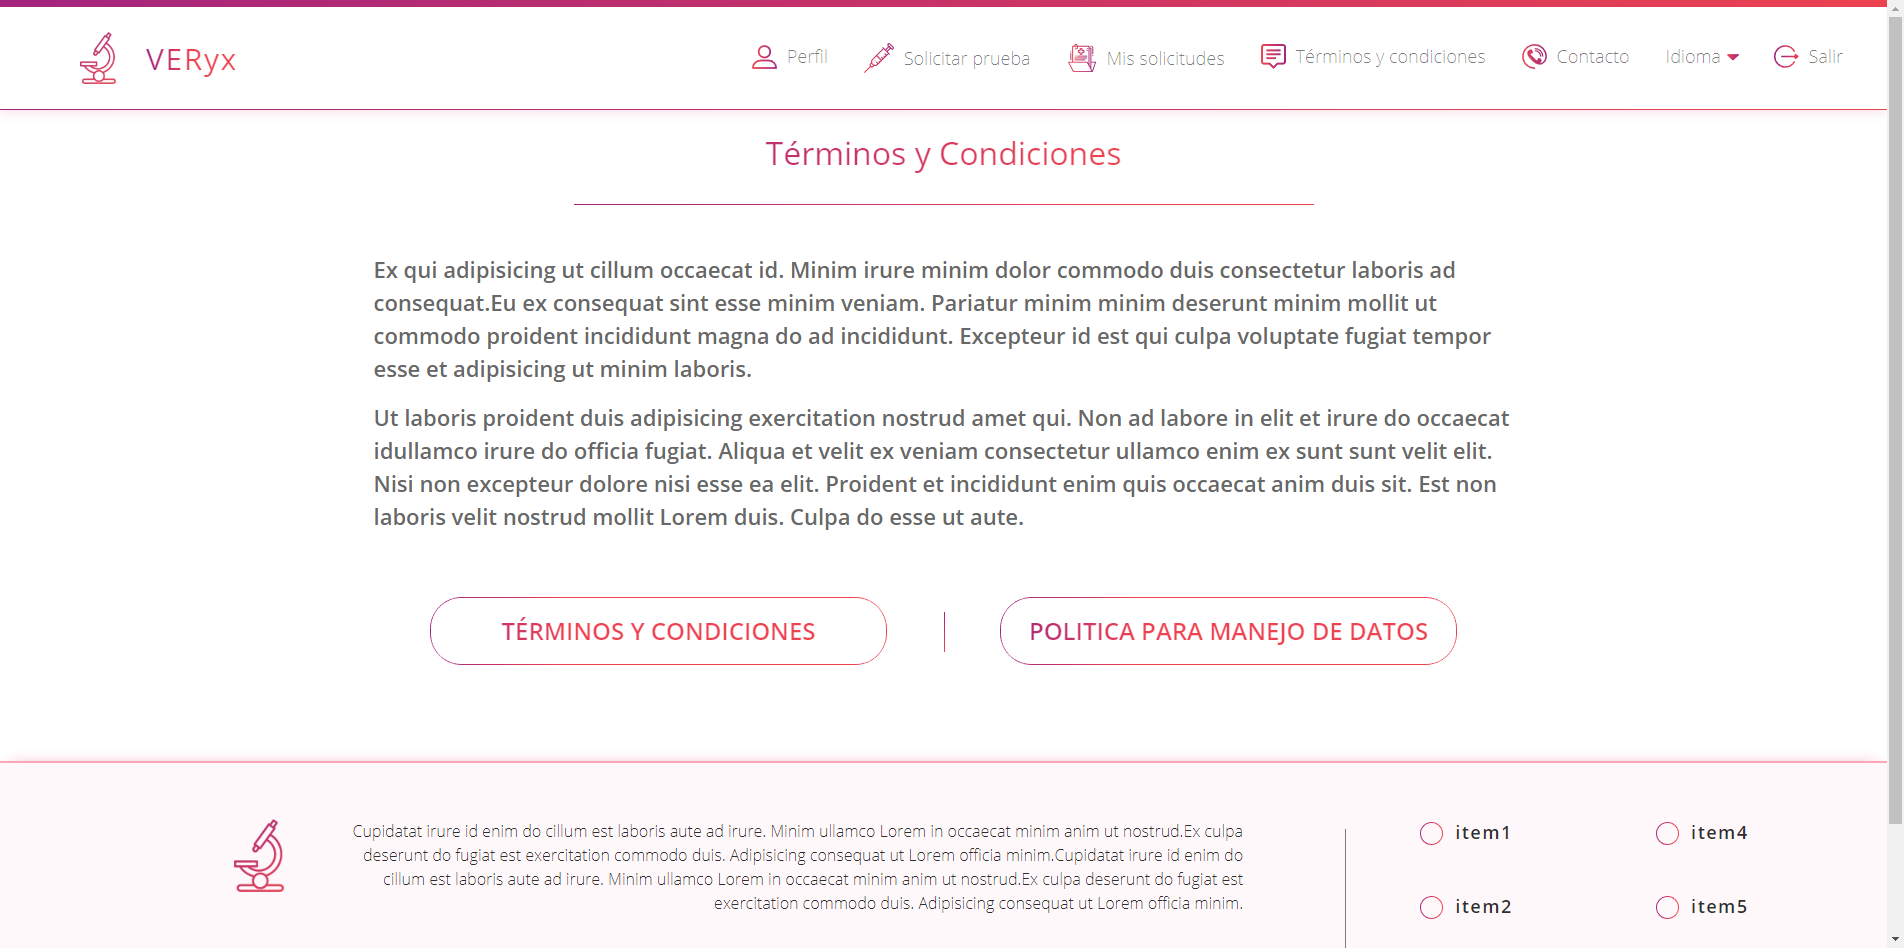 VERyx
Perfil
Solicitar prueba
Mis solicitudes
Términos y condiciones
Contacto
Idioma
Salir
Términos y Condiciones
Ex qui adipisicing ut cillum occaecat id. Minim irure minim dolor commodo duis consectetur laboris ad
consequat.Eu ex consequat sint esse minim veniam. Pariatur minim minim deserunt minim mollit ut
commodo proident incididunt magna do ad incididunt. Excepteur id est qui culpa voluptate fugiat tempor
esse et adipisicing ut minim laboris.
Ut laboris proident duis adipisicing exercitation nostrud amet qui. Non ad labore in elit et irure do occaecat
idullamco irure do officia fugiat. Aliqua et velit ex veniam consectetur ullamco enim ex sunt sunt velit elit.
Nisi non excepteur dolore nisi esse ea elit. Proident et incididunt enim quis occaecat anim duis sit. Est non
laboris velit nostrud mollit Lorem duis. Culpa do esse ut aute.
TÉRMINOS Y CONDICIONES
POLITICA PARA MANEJO DE DATOS
Cupidatat irure id enim do cillum est laboris aute ad irure. Minim ullamco Lorem in occaecat minim anim ut nostrud.Ex culpa
deserunt do fugiat est exercitation commodo duis. Adipisicing consequat ut Lorem officia minim.Cupidatat irure id enim do
cillum est laboris aute ad irure. Minim ullamco Lorem in occaecat minim anim ut nostrud.Ex culpa deserunt do fugiat est
exercitation commodo duis. Adipisicing consequat ut Lorem officia minim.
item1
item4
item2
item5